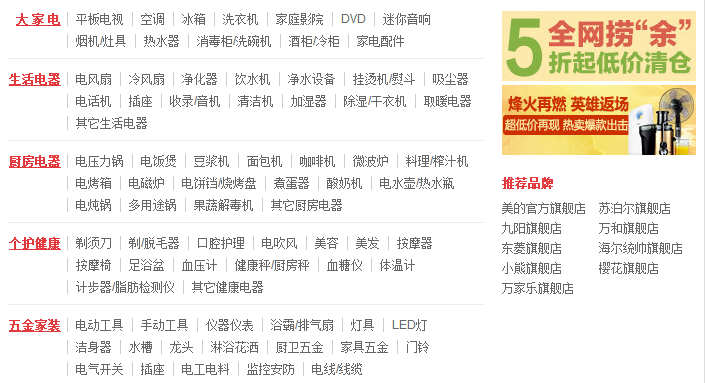 大 家 电 平板电视 空调 冰箱 洗衣机 家庭影院 DVD 迷你音响
烟机/灶具 热水器 消毒柜/洗碗机 酒柜/冷柜 家电配件
生活电器 电风扇 冷风扇 净化器 饮水机 净水设备 挂烫机/熨斗 吸尘器
电话机 插座 收录/音机 清洁机 加湿器 除湿/干衣机 取暖电器
其它生活电器
厨房电器 电压力锅 电饭煲 豆浆机 面包机 咖啡机 微波炉 料理/榨汁机
电烤箱 电磁炉 电饼铛/烧烤盘 煮蛋器 酸奶机 电水壶/热水瓶
电炖锅 多用途锅 果蔬解毒机 其它厨房电器
个护健康 剃须刀 剃/脱毛器 口腔护理 电吹风 美容 美发 按摩器
按摩椅 足浴盆 血压计 健康秤/厨房秤 血糖仪 体温计
计步器/脂肪检测仪 其它健康电器
五金家装 电动工具 手动工具 仪器仪表 浴霸/排气扇 灯具 LED灯
洁身器 水槽 龙头 淋浴花洒 厨卫五金 家具五金 门铃
电气开关 插座 电工电料 监控安防 电线/线缆
5
全网捞“余”
折起低价清仓
烽火再燃 英雄返场
超低价再现 热卖爆款出击
推荐品牌
美的官方旗舰店 苏泊尔旗舰店
九阳旗舰店 万和旗舰店
东菱旗舰店 海尔统帅旗舰店
小熊旗舰店 樱花旗舰店
万家乐旗舰店